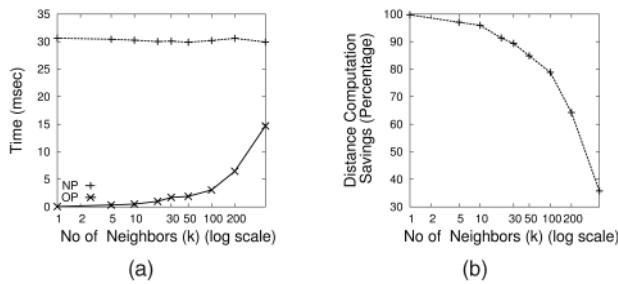 35
30
25
20
15
10
5
0
Time (msec)
NP
OP
1 2 5 10 30 50 100 200
No of Neighbors (k) (log scale)
(a)
100
90
80
70
60
50
40
30
Distance Computation
Savings (Percentage)
1 2 5 10 30 50 100 200
No of Neighbors (k) (log scale)
(b)